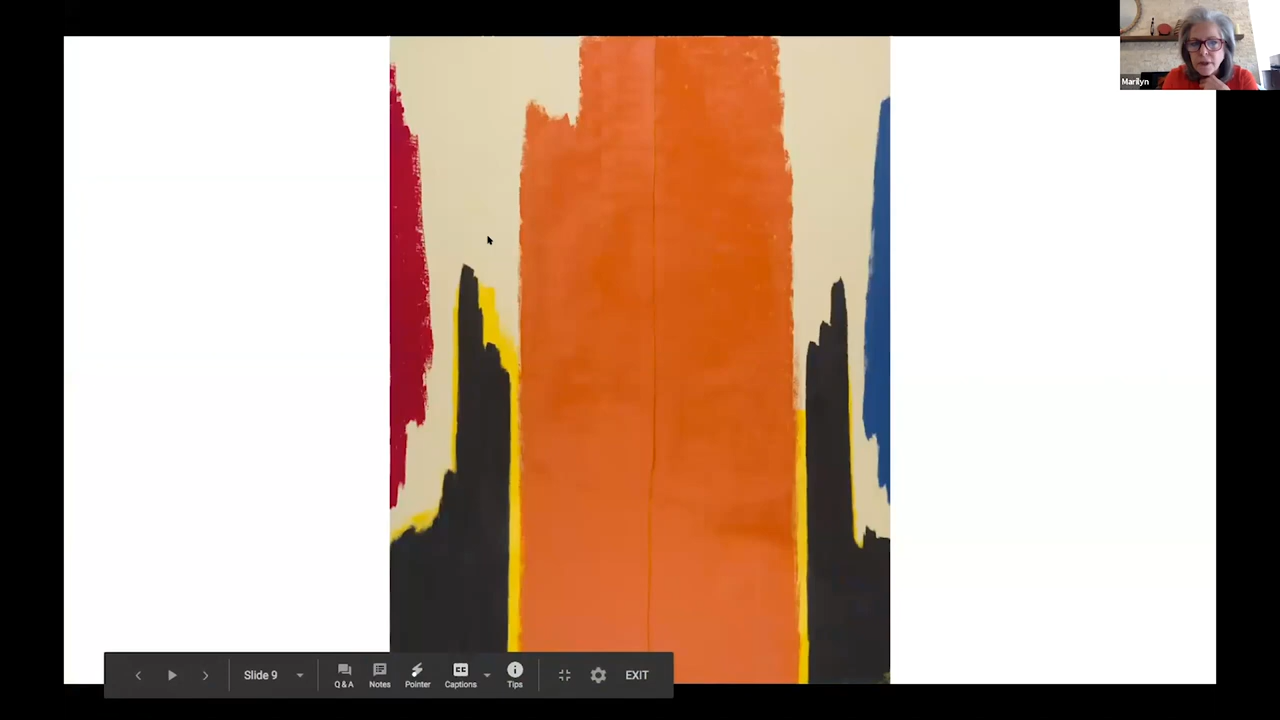 Marilyn
Slide 9
Q & A
Notes
Pointer
Captions
Tips
EXIT